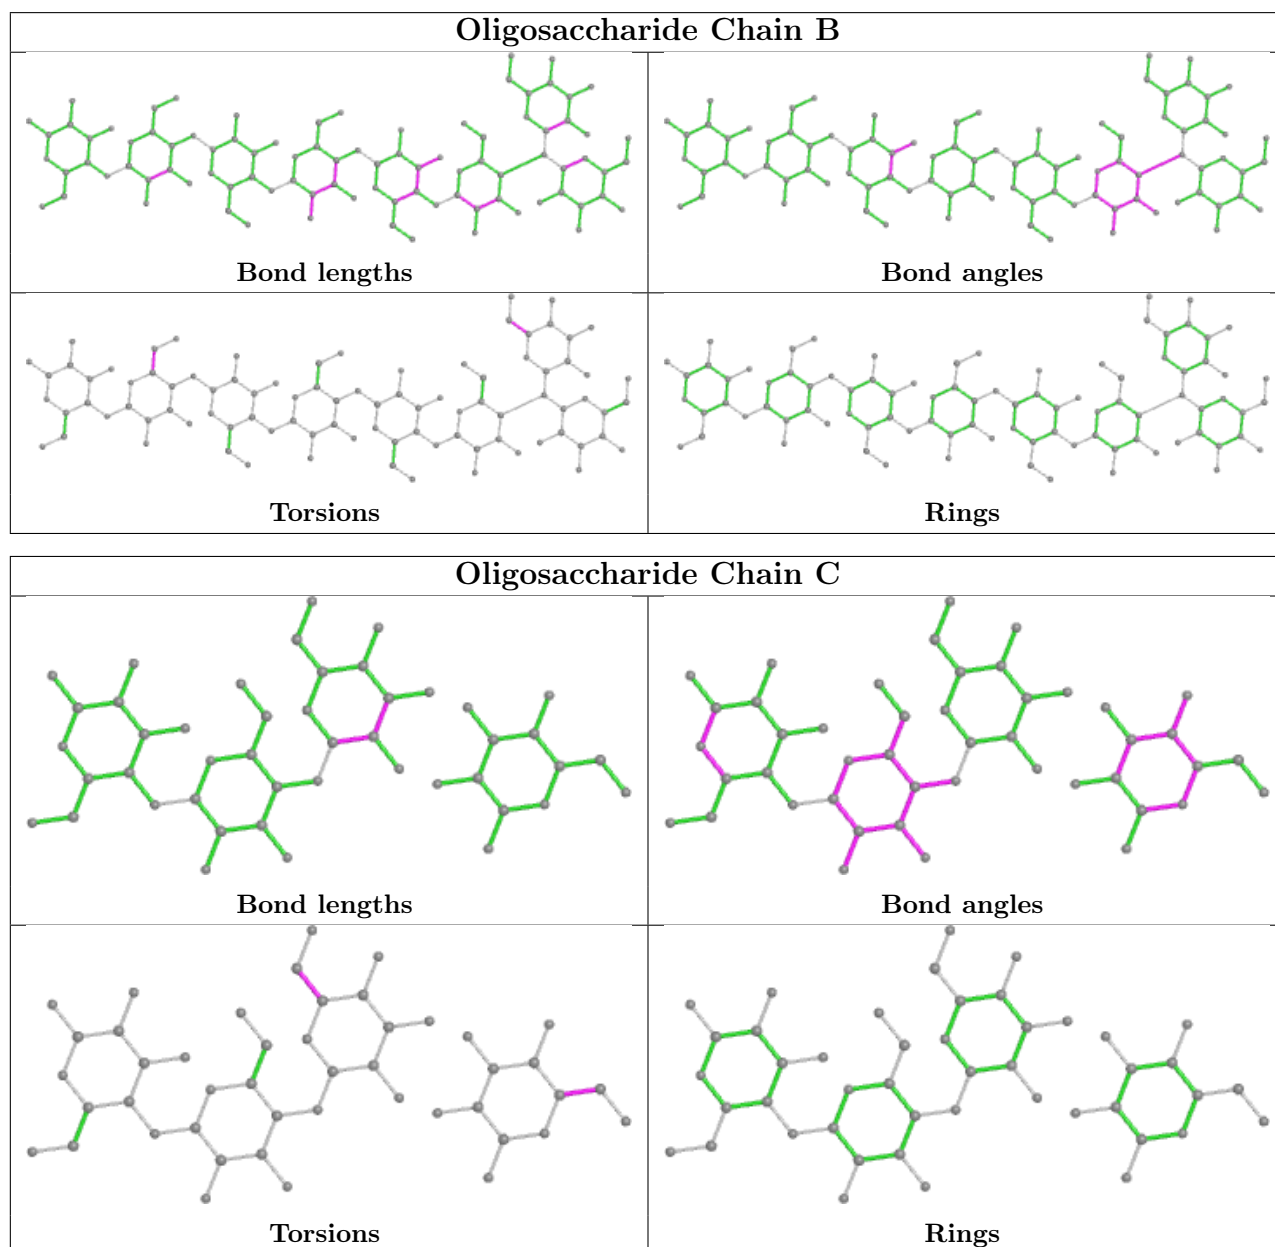 Oligosaccharide Chain B
Bond lengths
Bond angles
Torsions
Rings
Oligosaccharide Chain C
Bond lengths
Bond angles
Torsions
Rings